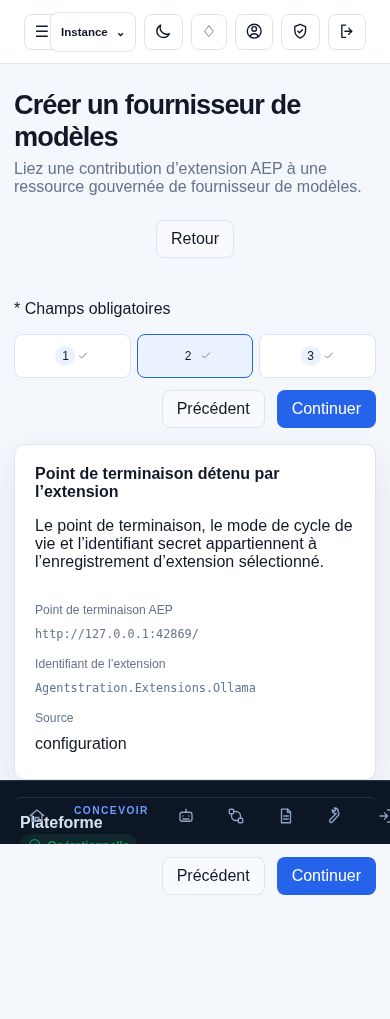 Instance
Créer un fournisseur de
modèles
Liez une contribution d’extension AEP à une
ressource gouvernée de fournisseur de modèles.
Retour
* Champs obligatoires
1
2
3
Précédent
Continuer
Point de terminaison détenu par
l’extension
Le point de terminaison, le mode de cycle de
vie et l’identifiant secret appartiennent à
l’enregistrement d’extension sélectionné.
Point de terminaison AEP
http://127.0.0.1:42869/
Identifiant de l’extension
Agentstration.Extensions.Ollama
Source
configuration
CONCEVOIR
Plateforme
Opérationnelle
Précédent
Continuer